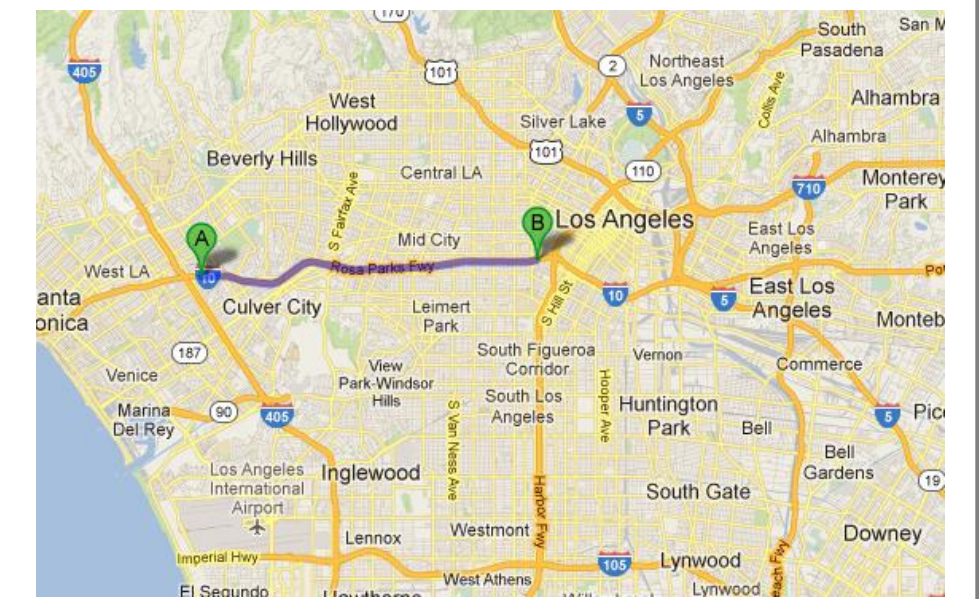 170
South
Pasadena
San M
405
101
2
Northeast
Los Angeles
Collis Ave
Alhambra
West
Hollywood
5
Silver Lake
Alhambra
Beverly Hills
101
Central LA
110
710
Monterey
Park
S Fairfax Ave
A
B
Los Angeles
Mid City
East Los
Angeles
West LA
10
Rosa Parks Fwy
Po
anta
onica
Culver City
Leimert
Park
S Hill St
10
5
East Los
Angeles
Monteb
187
View
Park-Windsor
Hills
South Figueroa
Corridor
Vernon
Commerce
Venice
Hooper Ave
Marina
Del Rey
90
405
S Van Ness Ave
South Los
Angeles
Huntington
Park
Bell
5
Pic
Bell
Gardens
Los Angeles
International
Airport
Inglewood
South Gate
19
Harbor Fwy
Lennox
Westmont
Downey
Imperial Hwy
105
Lynwood
each Fwy
West Athens
Lynwood
El Segundo
Hawthorne